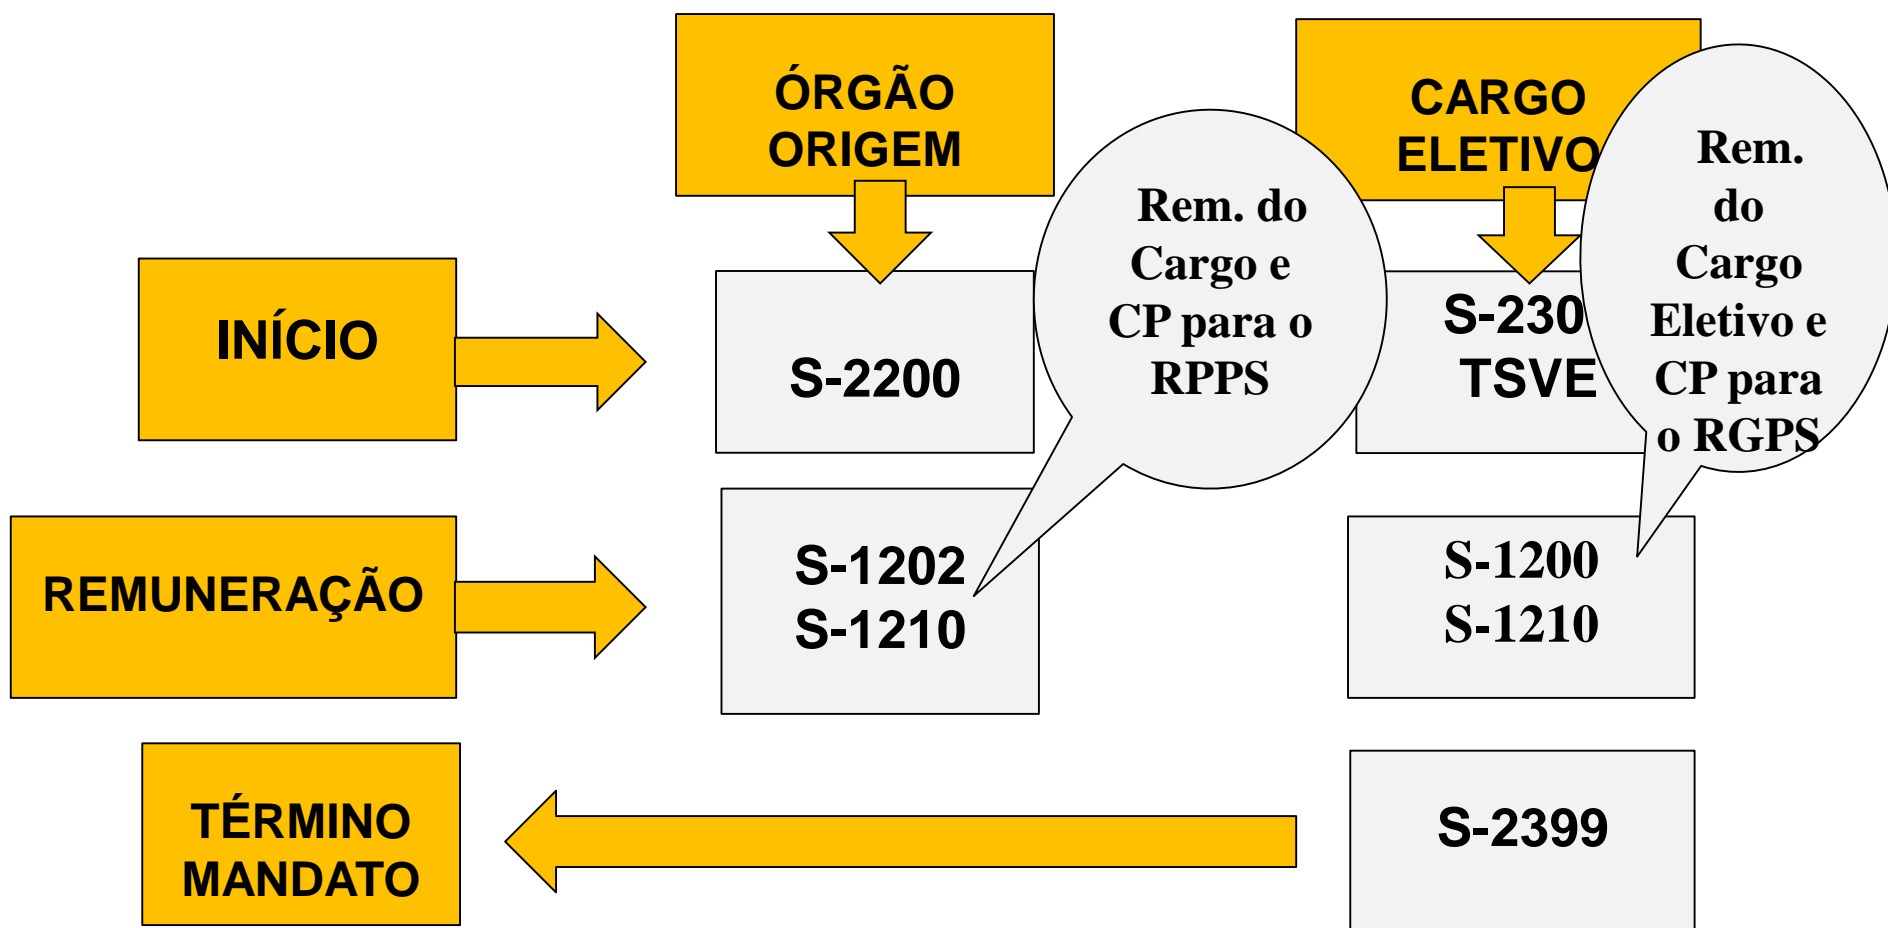 ÓRGÃO
ORIGEM
CARGO
ELETIVO
Rem. do
Cargo e
CP para o
RPPS
Rem.
do
Cargo
Eletivo e
CP para
o RGPS
INÍCIO
S-2200
S-230
TSVE
REMUNERAÇÃO
S-1202
S-1210
S-1200
S-1210
TÉRMINO
MANDATO
S-2399